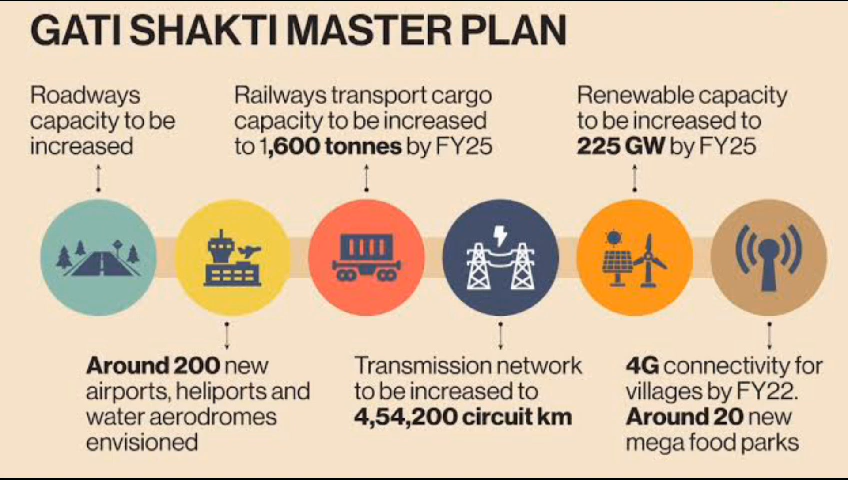 GATI SHAKTI MASTER PLAN
Roadways
capacity to be
increased
Railways transport cargo
capacity to be increased
to 1,600 tonnes by FY25
Renewable capacity
to be increased to
225 GW by FY25
Around 200 new
airports, heliports and
water aerodromes
envisioned
Transmission network
to be increased to
4,54,200 circuit km
4G connectivity for
villages by FY22.
Around 20 new
mega food parks